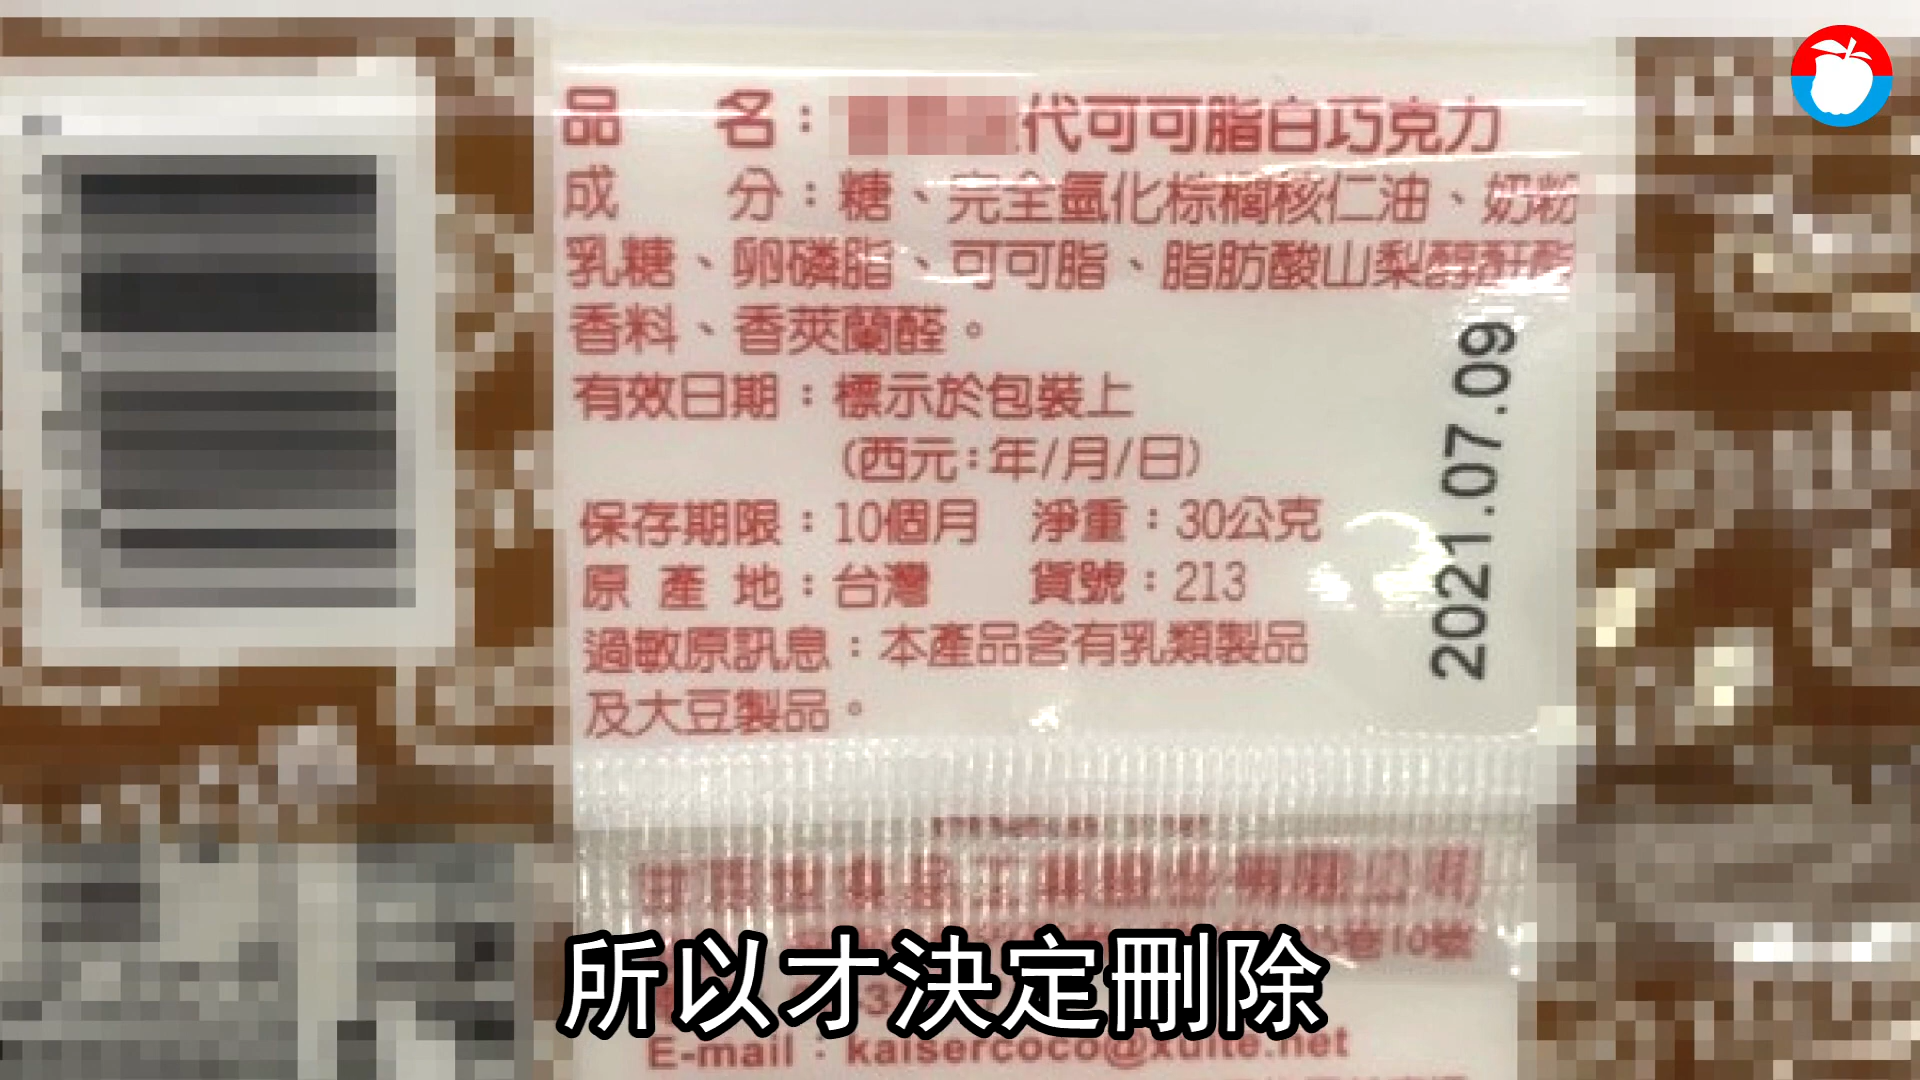 品 名：代可可脂白巧克力
成 分：糖、完全氫化棕櫚核仁油、奶粉
乳糖、卵磷脂、可可脂、脂肪酸山梨醇酐酯
香料、香莢蘭醛。
有效日期：標示於包裝上
（西元：年/月/日）
保存期限：10個月 淨重：30公克
原 產 地：台灣 貨號：213
過敏原訊息：本產品含有乳類製品
及大豆製品。
2021.07.09
巷10號
所以才決定刪除
E-mail：kaisercoco@xuite.net